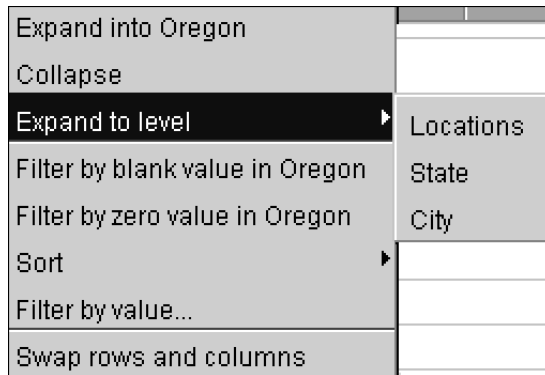 Expand into Oregon
Collapse
Expand to level
Locations
Filter by blank value in Oregon
State
Filter by zero value in Oregon
City
Sort
Filter by value...
Swap rows and columns